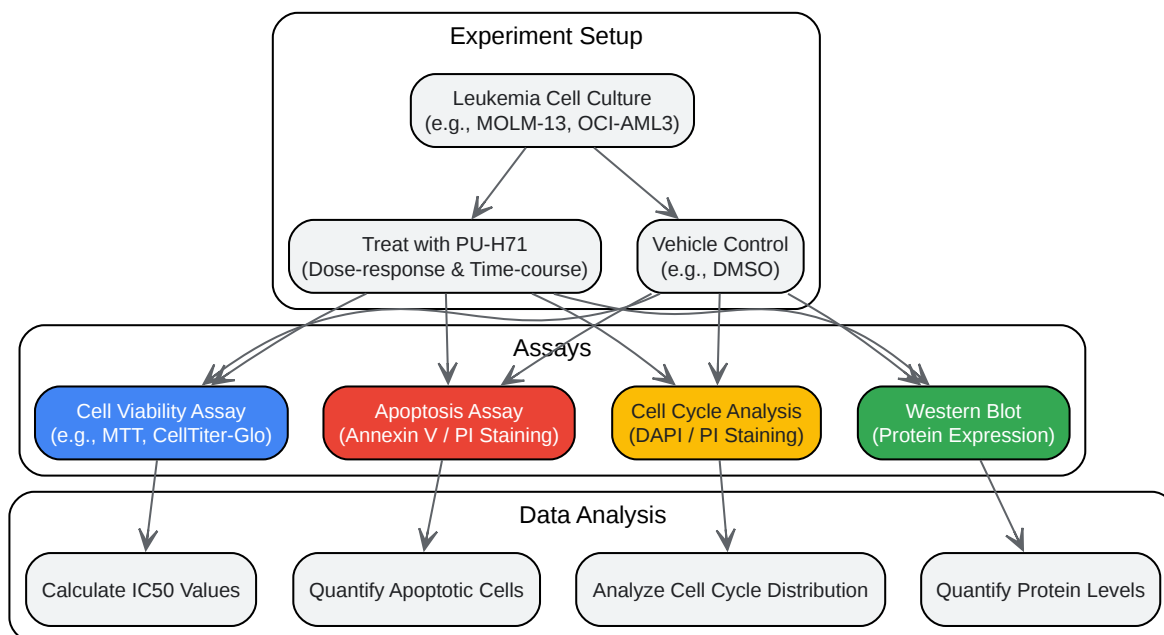 Experiment Setup
Leukemia Cell Culture
(e.g., MOLM-13, OCI-AML3)
Treat with PU-H71
(Dose-response & Time-course)
Vehicle Control
(e.g., DMSO)
Assays
Cell Viability Assay
(e.g., MTT, CellTiter-Glo)
Apoptosis Assay
(Annexin V / PI Staining)
Cell Cycle Analysis
(DAPI / PI Staining)
Western Blot
(Protein Expression)
Data Analysis
Calculate IC50 Values
Quantify Apoptotic Cells
Analyze Cell Cycle Distribution
Quantify Protein Levels